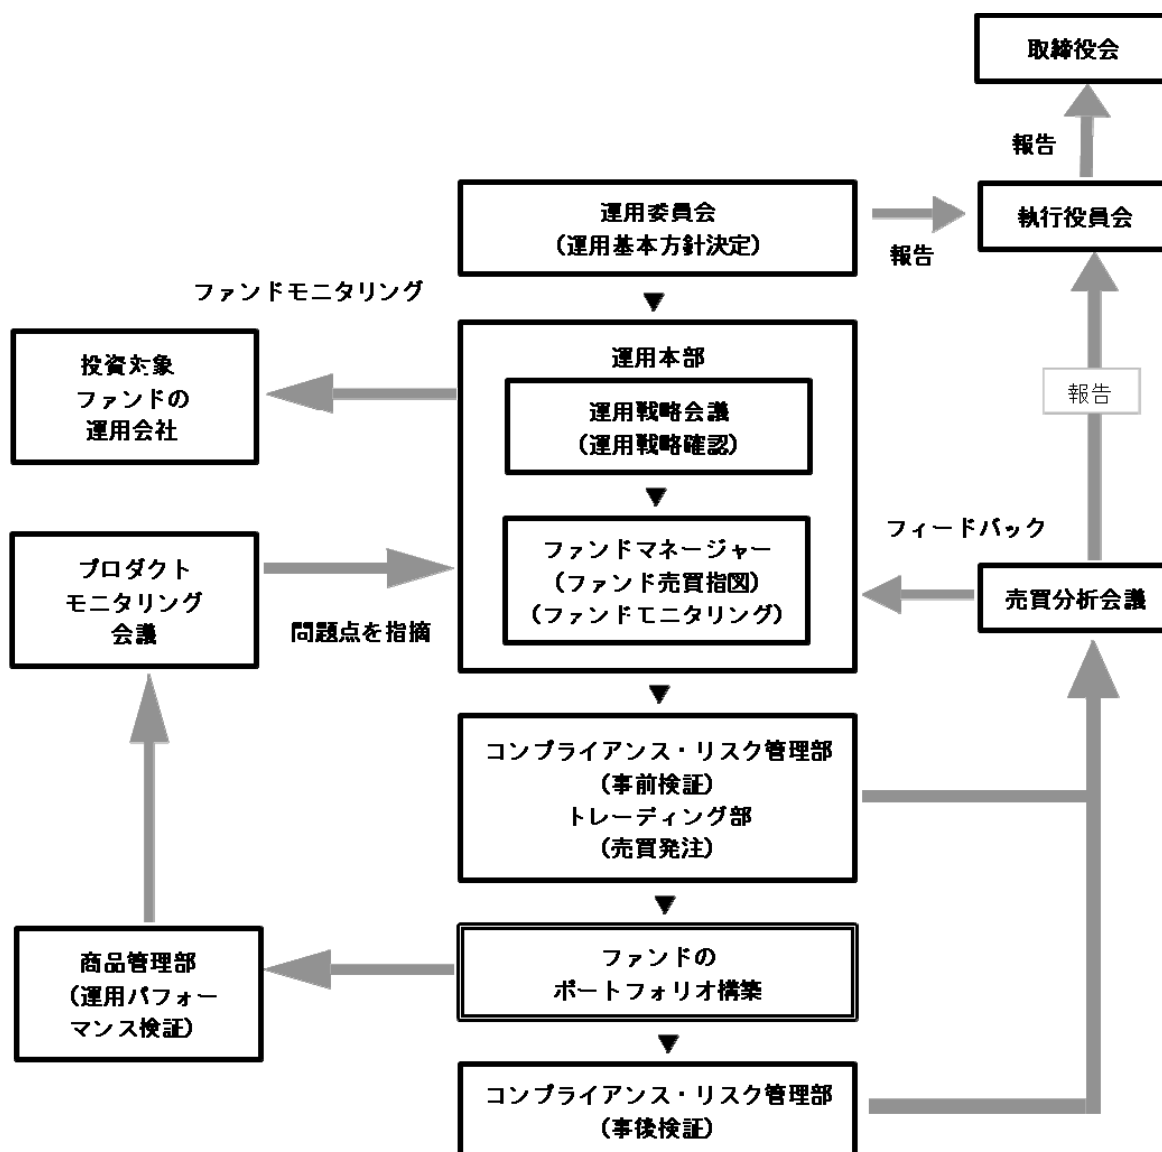 取締役会
報告
運用委員会
(運用基本方針決定)
執行役員会
報告
ファンドモニタリング
投資対象
ファンドの
運用会社
運用本部
運用戦略会議
(運用戦略確認)
報告
プロダクト
モニタリング
会議
問題点を指摘
ファンドマネージャー
(ファンド売買指図)
(ファンドモニタリング)
フィードバック
売買分析会議
コンプライアンス・リスク管理部
(事前検証)
トレーディング部
(売買発注)
商品管理部
(運用パフォー
マンス検証)
ファンドの
ポートフォリオ構築
コンプライアンス・リスク管理部
(事後検証)